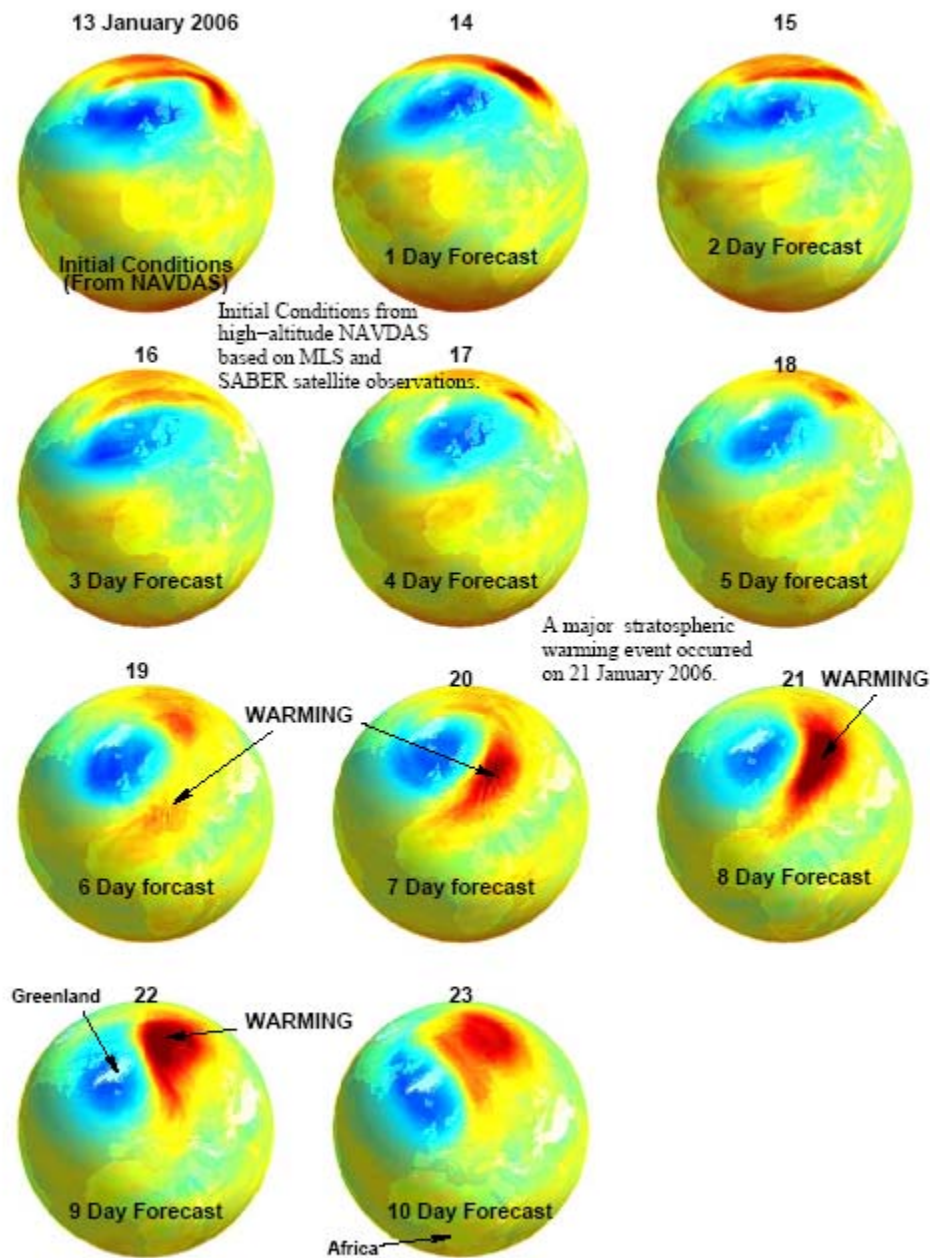 13 January 2006
14
15
Initial Conditions
(From NAVDAS)
1 Day Forecast
2 Day Forecast
Initial Conditions from
high-altitude NAVDAS
based on MLS and
SABER satellite observations.
16
17
18
3 Day Forecast
4 Day Forecast
5 Day forecast
A major stratospheric
warming event occurred
on 21 January 2006.
19
20
21
WARMING
WARMING
6 Day forcast
7 Day forecast
8 Day Forecast
Greenland
22
WARMING
23
9 Day Forecast
10 Day Forecast
Africa